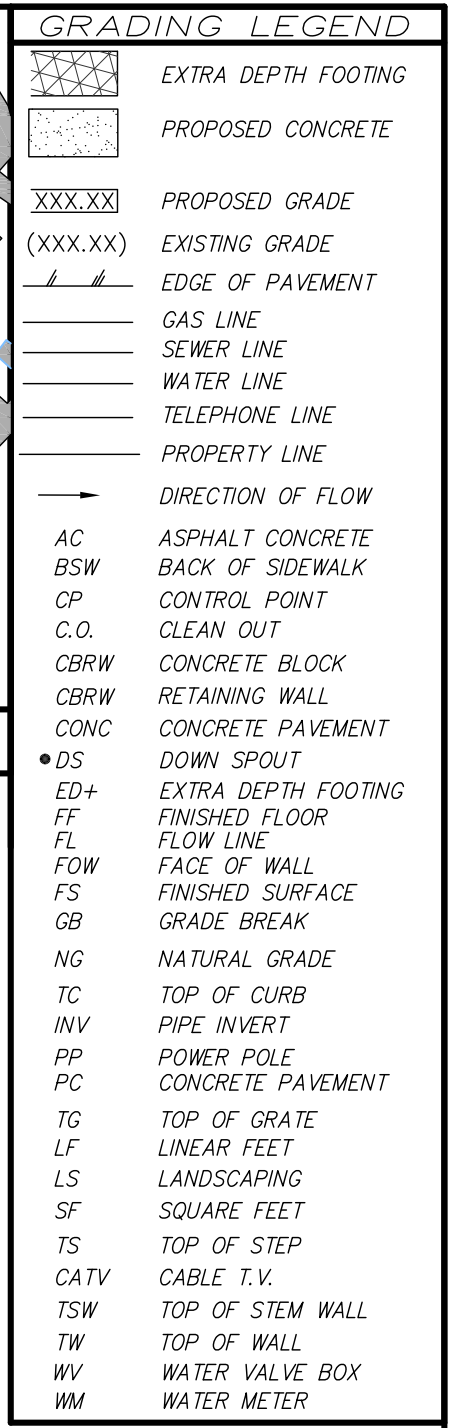 GRADING LEGEND
EXTRA DEPTH FOOTING
PROPOSED CONCRETE
XXX.XX PROPOSED GRADE
(XXX.XX) EXISTING GRADE
EDGE OF PAVEMENT
GAS LINE
SEWER LINE
WATER LINE
TELEPHONE LINE
PROPERTY LINE
DIRECTION OF FLOW
AC ASPHALT CONCRETE
BSW BACK OF SIDEWALK
CP CONTROL POINT
C.O. CLEAN OUT
CBRW CONCRETE BLOCK
CBRW RETAINING WALL
CONC CONCRETE PAVEMENT
DS DOWN SPOUT
ED+ EXTRA DEPTH FOOTING
FF FINISHED FLOOR
FL FLOW LINE
FOW FACE OF WALL
FS FINISHED SURFACE
GB GRADE BREAK
NG NATURAL GRADE
TC TOP OF CURB
INV PIPE INVERT
PP POWER POLE
PC CONCRETE PAVEMENT
TG TOP OF GRATE
LF LINEAR FEET
LS LANDSCAPING
SF SQUARE FEET
TS TOP OF STEP
CATV CABLE T.V.
TSW TOP OF STEM WALL
TW TOP OF WALL
WV WATER VALVE BOX
WM WATER METER